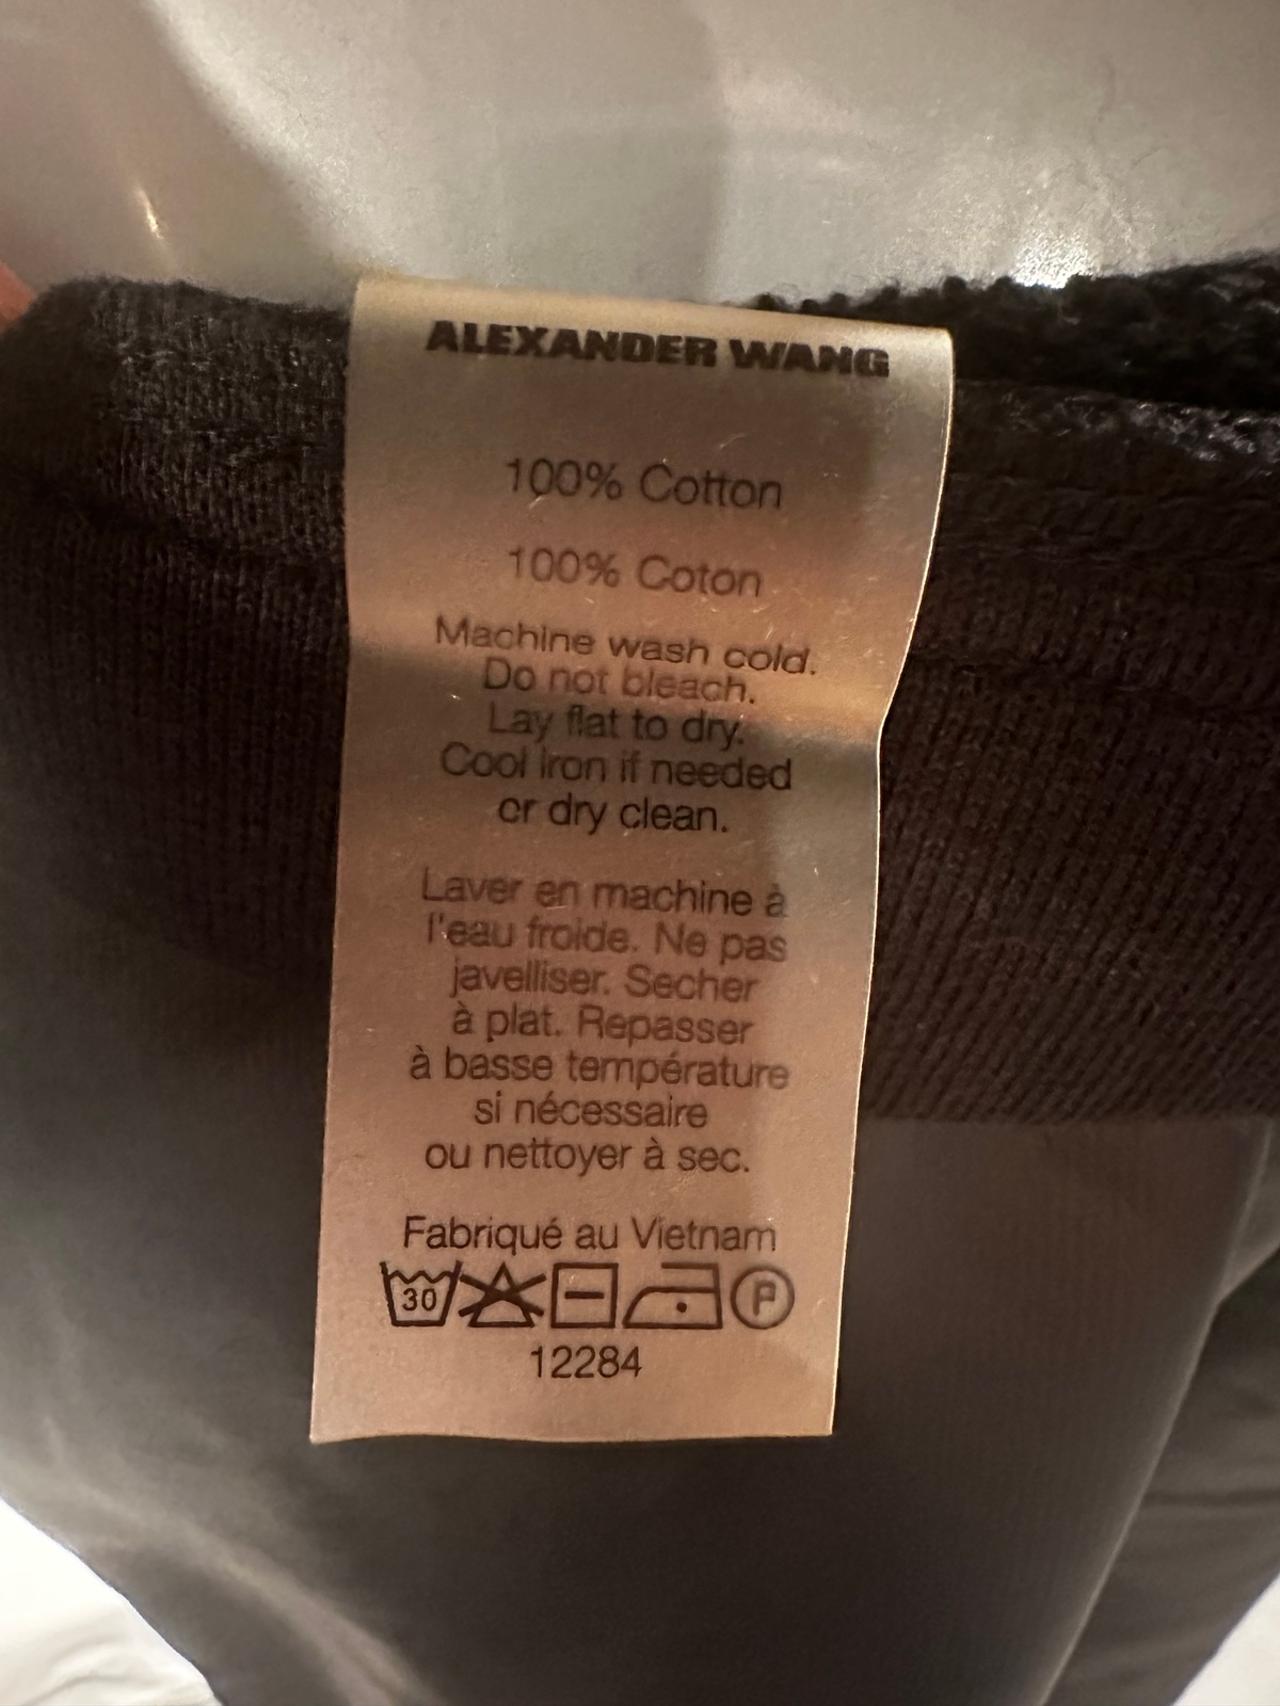 ALEXANDER WANG
100% Cotton
100% Coton
Machine wash cold.
Do not bleach.
Lay flat to dry.
Cool Iron if needed
or dry clean.
Laver en machine à
l'eau froide. Ne pas
javelliser. Secher
à plat. Repasser
à basse température
si nécessaire
ou nettoyer à sec.
Fabriqué au Vietnam
30 P
12284